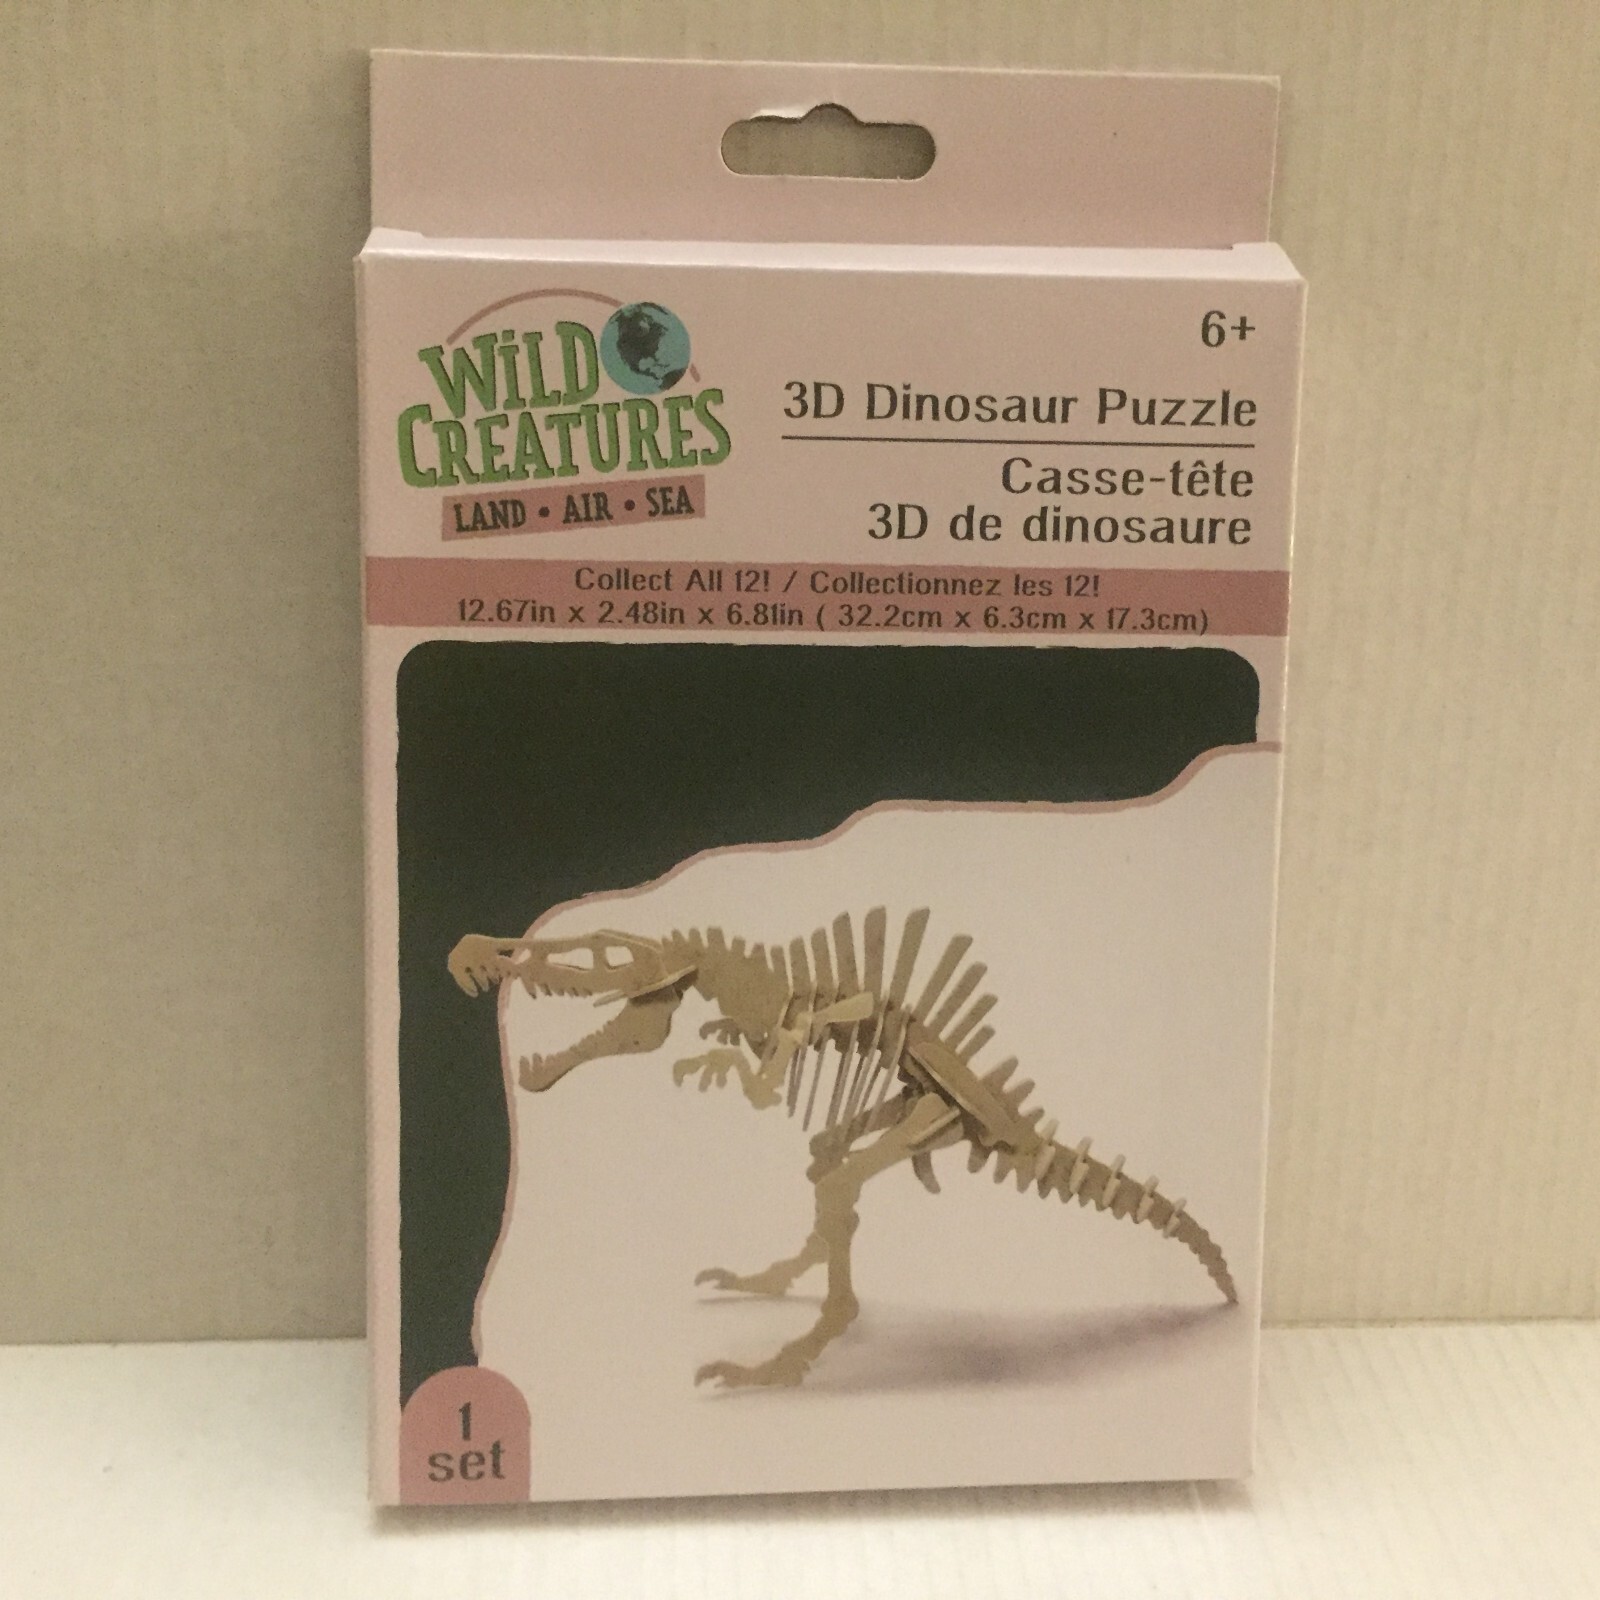 WiLD
CREATURES
LAND • AIR • SEA
6+
3D Dinosaur Puzzle
Casse-tête
3D de dinosaure
Collect All 12! / Collectionnez les 12!
12.67in x 2.48in x 6.81in ( 32.2cm x 6.3cm x 17.3cm)
1
set